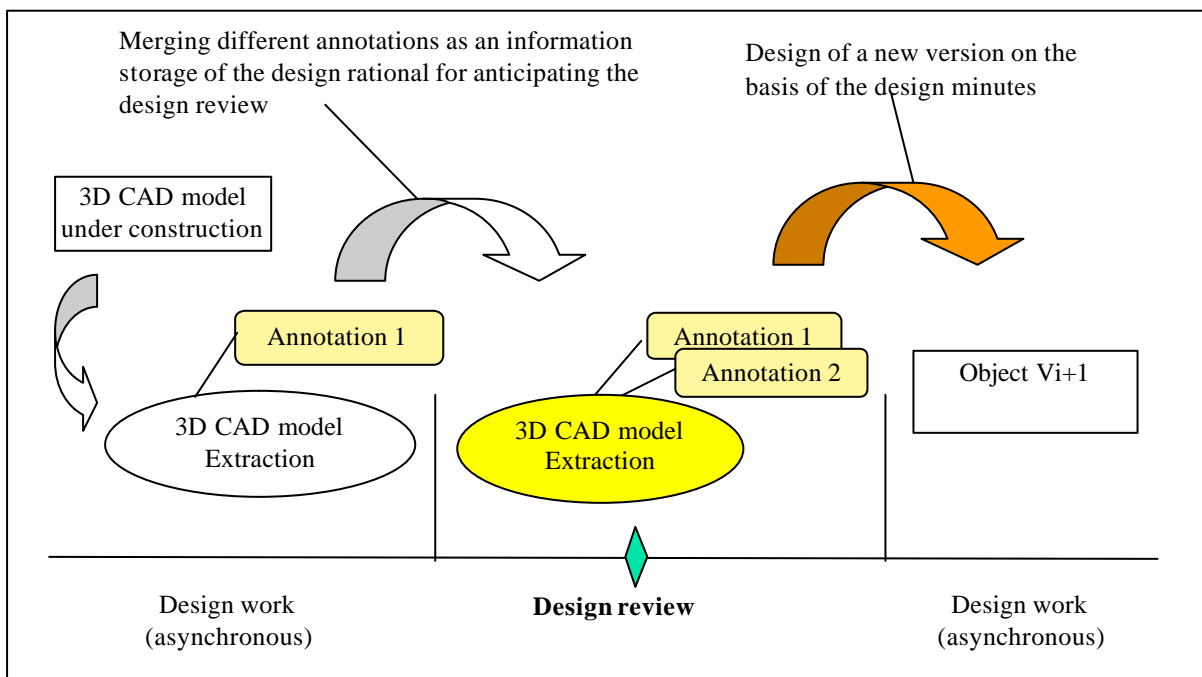 Merging different annotations as an information
storage of the design rational for anticipating the
design review
Design of a new version on the
basis of the design minutes
3D CAD model
under construction
Annotation 1
3D CAD model
Extraction
Annotation 1
Annotation 2
3D CAD model
Extraction
Object Vi+1
Design work
(asynchronous)
Design review
Design work
(asynchronous)